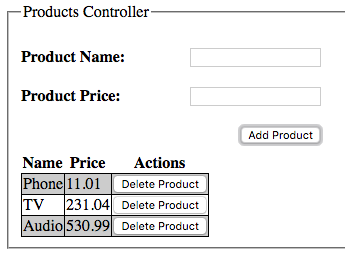 Products Controller
Product Name:
Product Price:
Add Product
Name Price Actions
Phone 11.01 Delete Product
TV 231.04 Delete Product
Audio 530.99 Delete Product